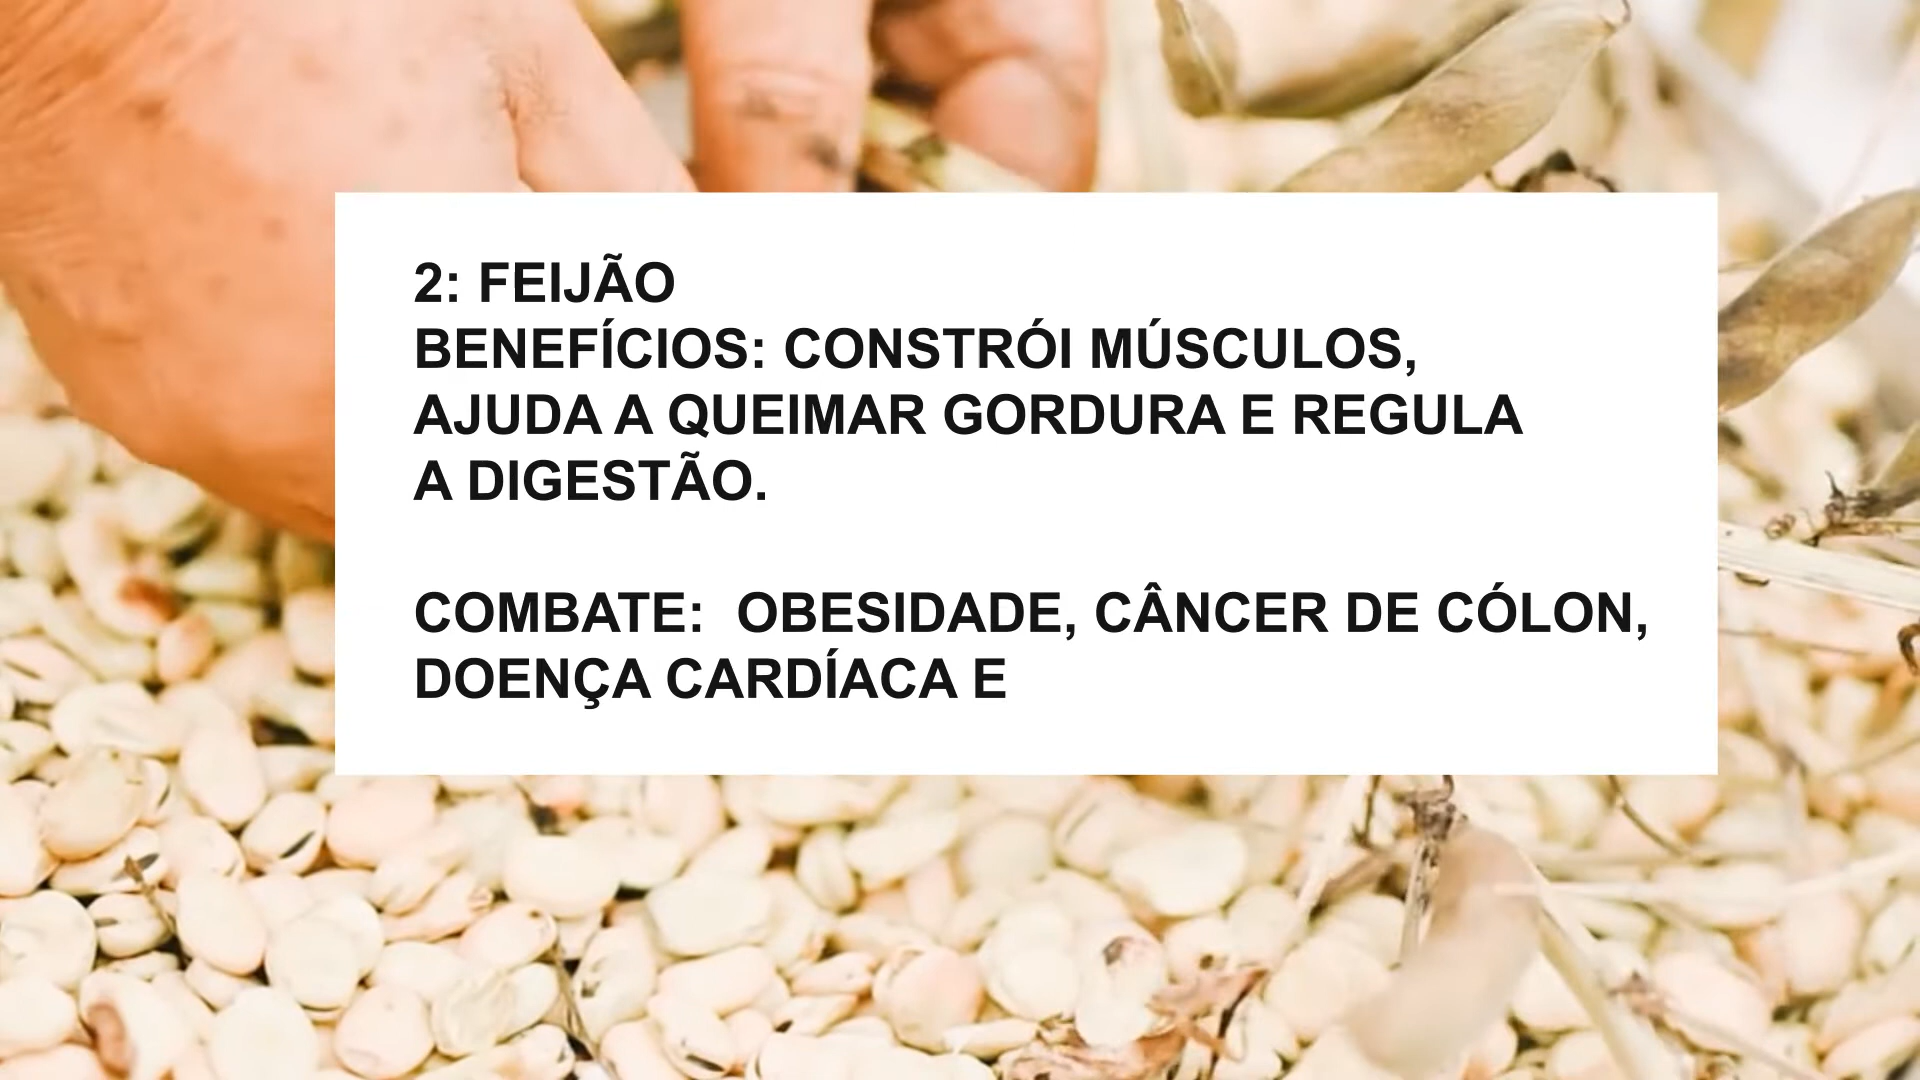 2: FEIJÃO
BENEFÍCIOS: CONSTRÓI MÚSCULOS,
AJUDA A QUEIMAR GORDURA E REGULA
A DIGESTÃO.
COMBATE:  OBESIDADE, CÂNCER DE CÓLON,
DOENÇA CARDÍACA E